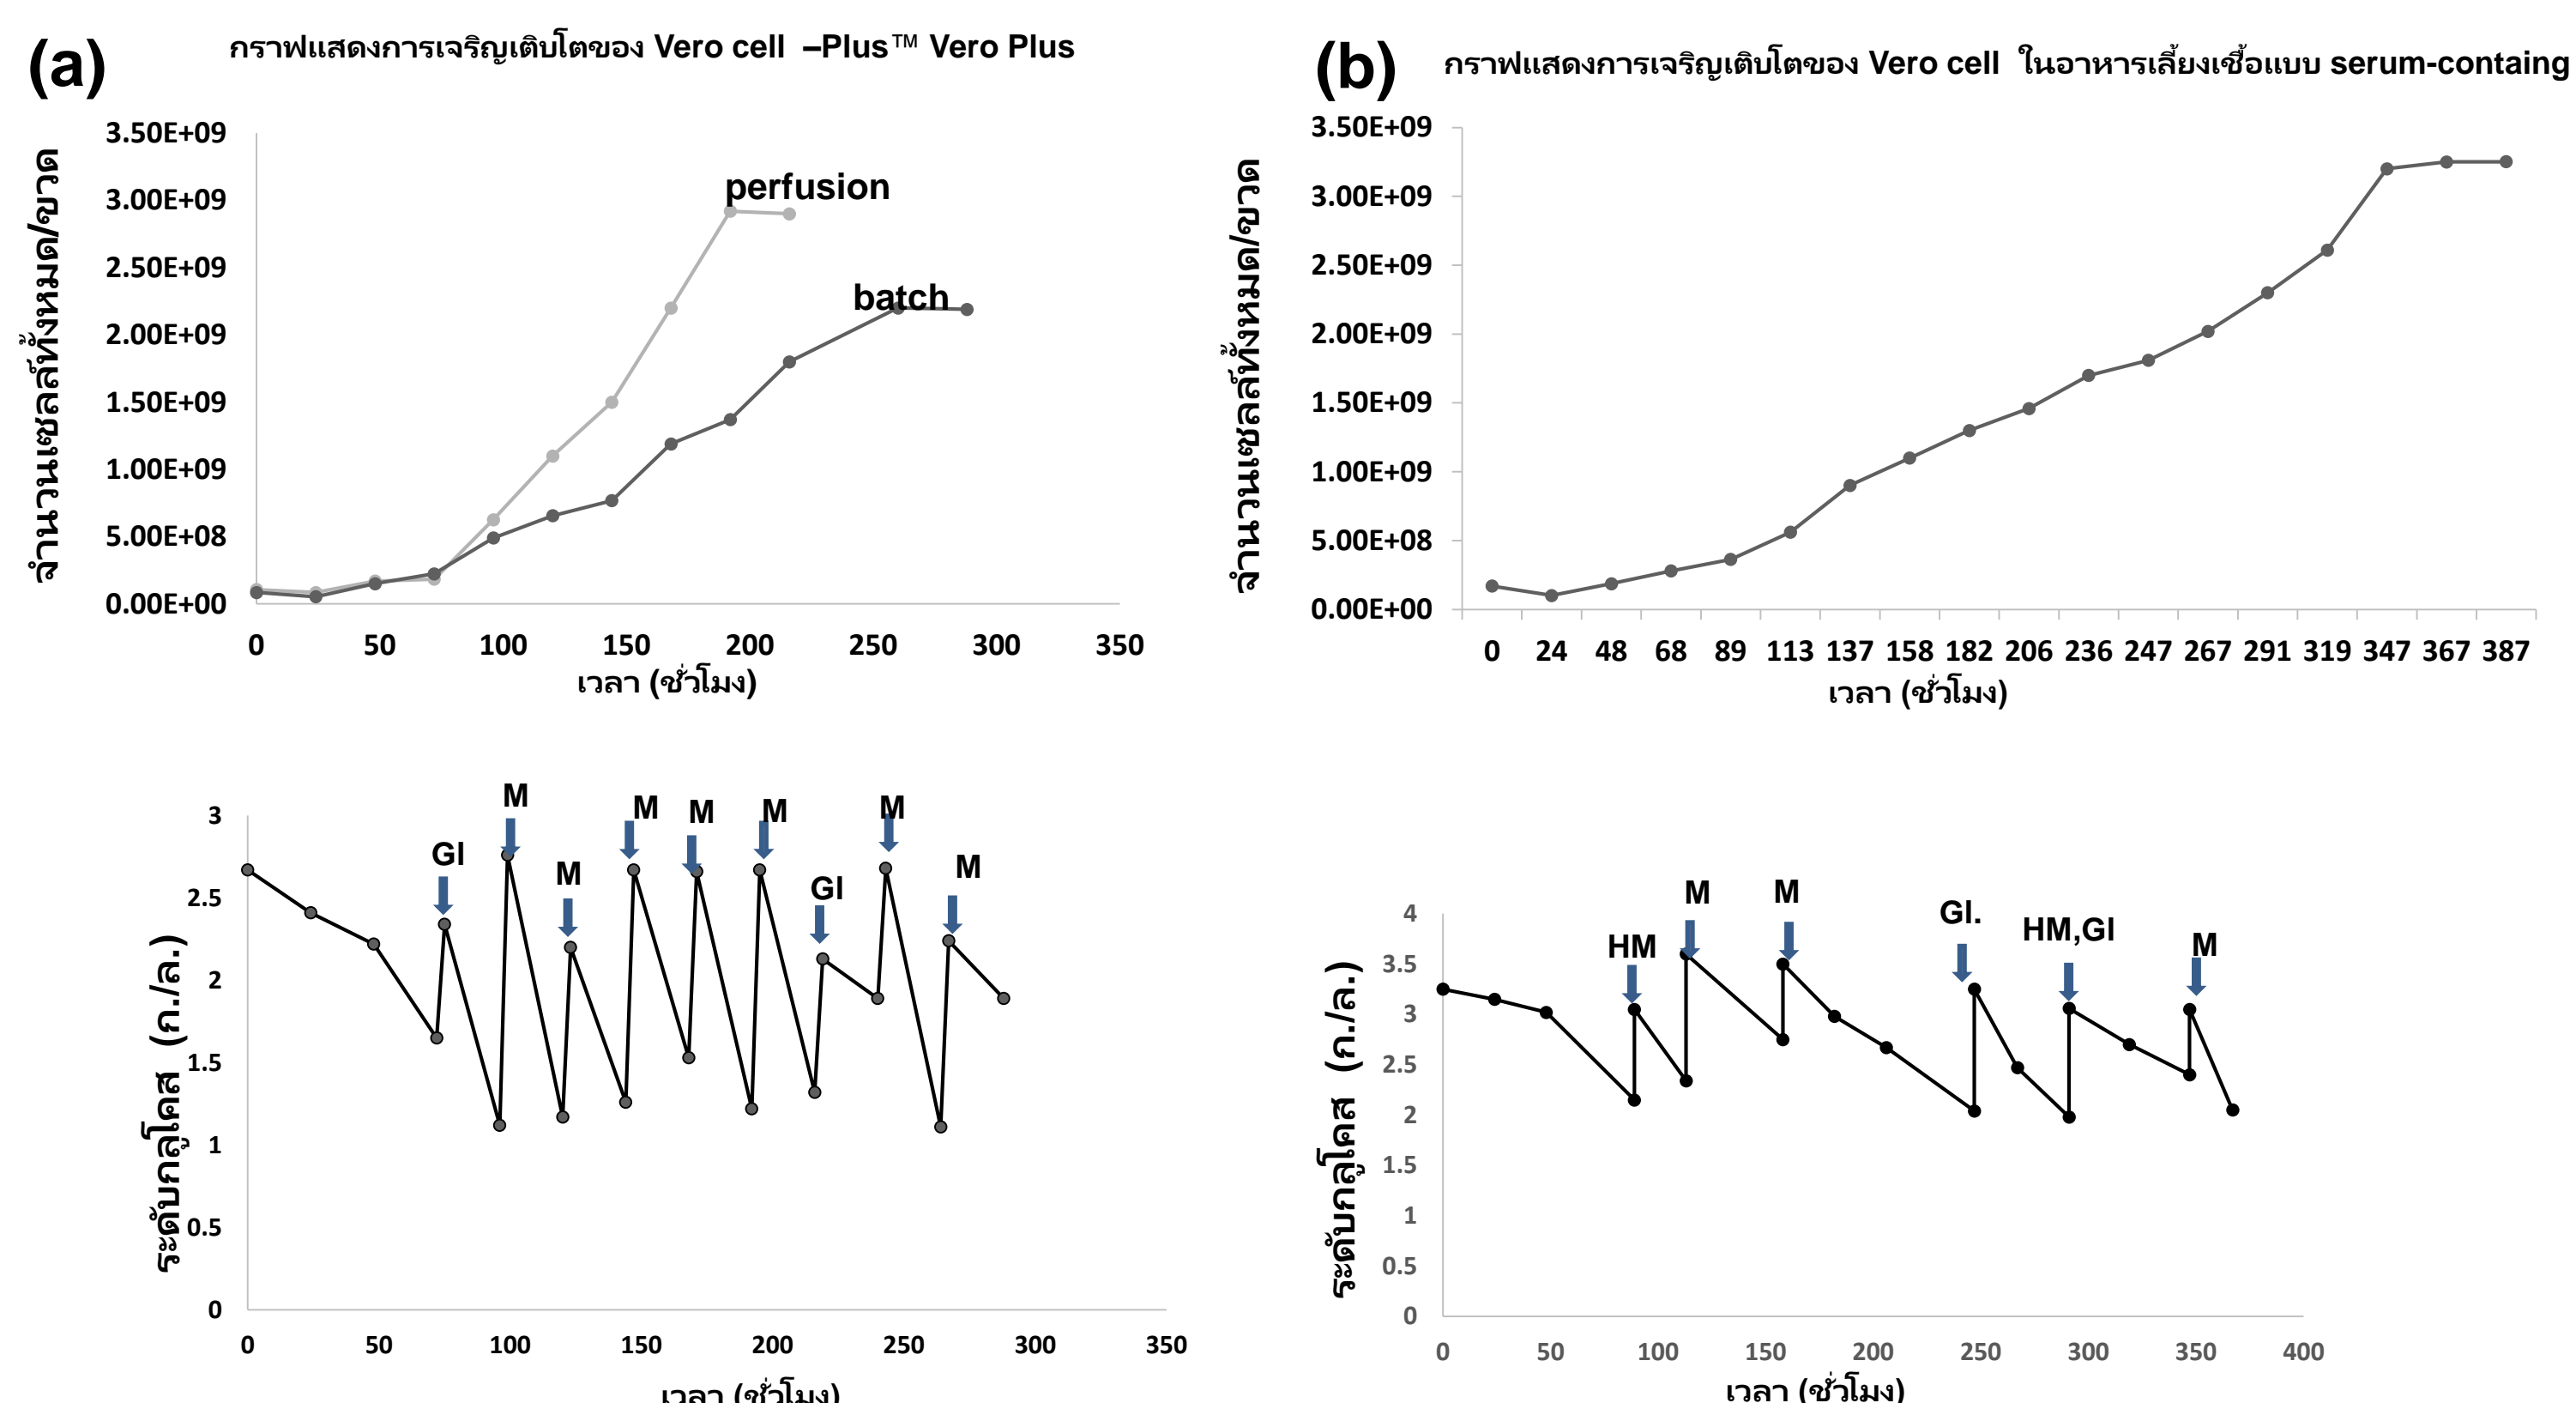 (a)
กราฟแสดงการเจริญเติบโตของ Vero cell –Plus™ Vero Plus
จำนวนเซลล์ทั้งหมด/ขวด
3.50E+09
3.00E+09
2.50E+09
2.00E+09
1.50E+09
1.00E+09
5.00E+08
0.00E+00
perfusion
batch
0 50 100 150 200 250 300 350
เวลา (ชั่วโมง)
(b)
กราฟแสดงการเจริญเติบโตของ Vero cell ในอาหารเลี้ยงเชื้อแบบ serum-containg
จำนวนเซลล์ทั้งหมด/ขวด
3.50E+09
3.00E+09
2.50E+09
2.00E+09
1.50E+09
1.00E+09
5.00E+08
0.00E+00
0 24 48 68 89 113 137 158 182 206 236 247 267 291 319 347 367 387
เวลา (ชั่วโมง)
ระดับกลูโคส (ก./ล.)
3
2.5
2
1.5
1
0.5
0
Gl
M
M
M
M
M
Gl
M
M
0 50 100 150 200 250 300 350
เวลา (ชั่วโมง)
ระดับกลูโคส (ก./ล.)
4
3.5
3
2.5
2
1.5
1
0.5
0
HM
M
M
Gl.
HM,Gl
M
0 50 100 150 200 250 300 350 400
เวลา (ชั่วโมง)